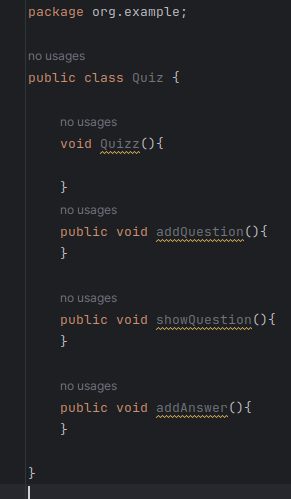 package org.example;
no usages
public class Quiz {
no usages
void Quizz(){
}
no usages
public void addQuestion(){
}
no usages
public void showQuestion(){
}
no usages
public void addAnswer(){
}
}